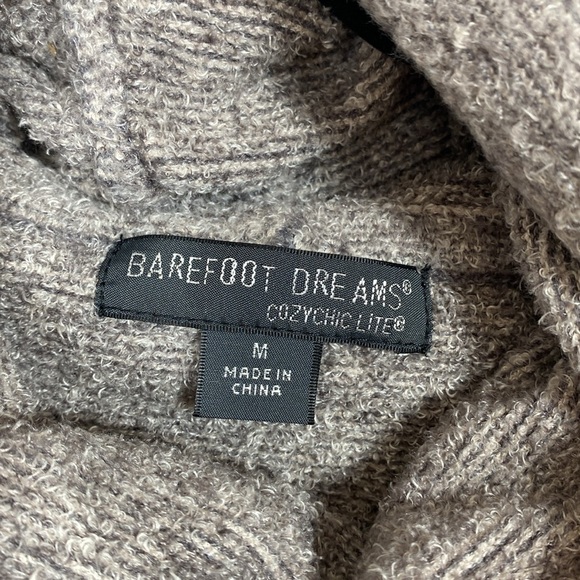 BAREFOOT DREAMS®
COZYCHIC LITE®
M
MADE IN
CHINA